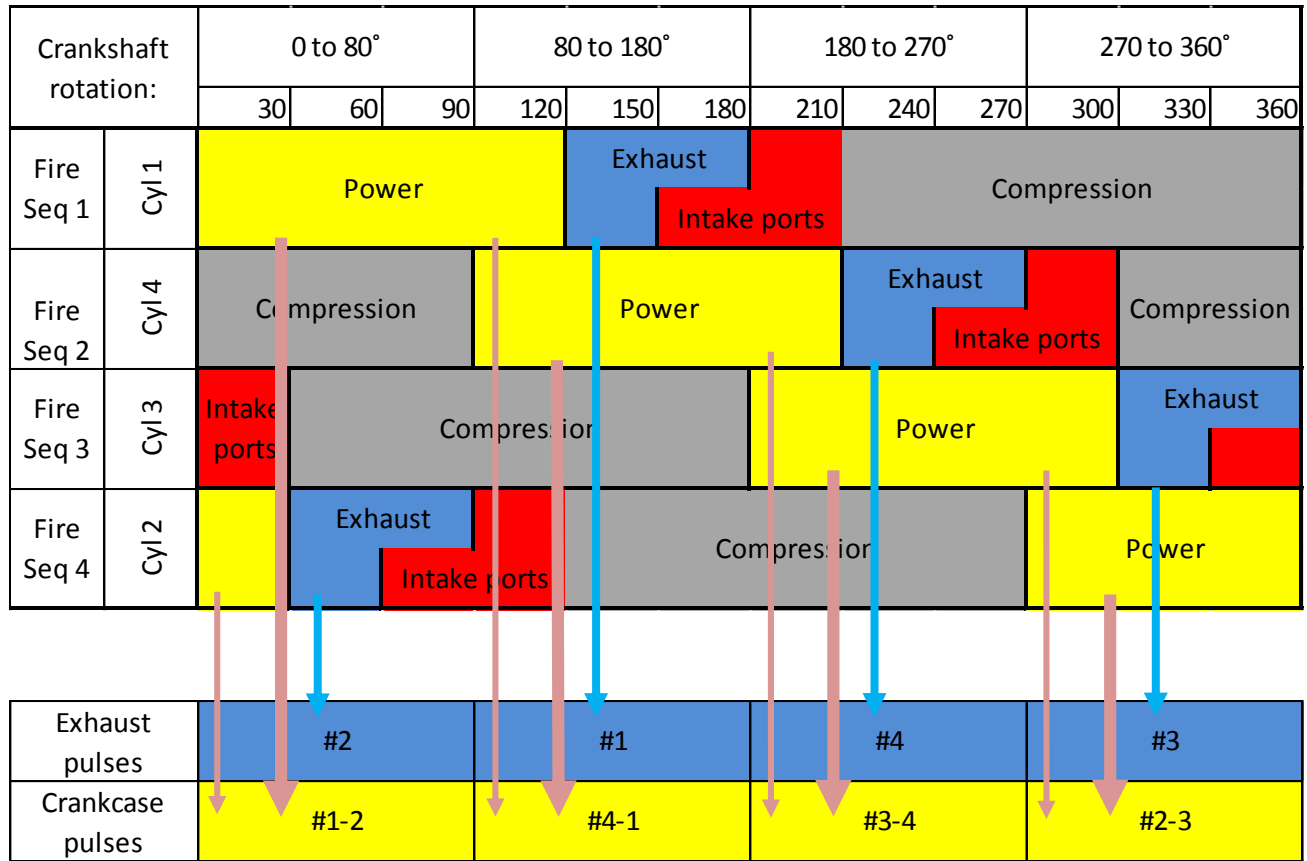 Crankshaft rotation: 0 to 80˚ 80 to 180˚ 180 to 270˚ 270 to 360˚
30 60 90 120 150 180 210 240 270 300 330 360
Fire Seq 1 Cyl 1 Power Exhaust Intake ports Compression
Fire Seq 2 Cyl 4 Compression Power Exhaust Intake ports Compression
Fire Seq 3 Cyl 3 Intake ports Compression Power Exhaust
Fire Seq 4 Cyl 2 Exhaust Intake ports Compression Power
Exhaust pulses #2 #1 #4 #3
Crankcase pulses #1-2 #4-1 #3-4 #2-3